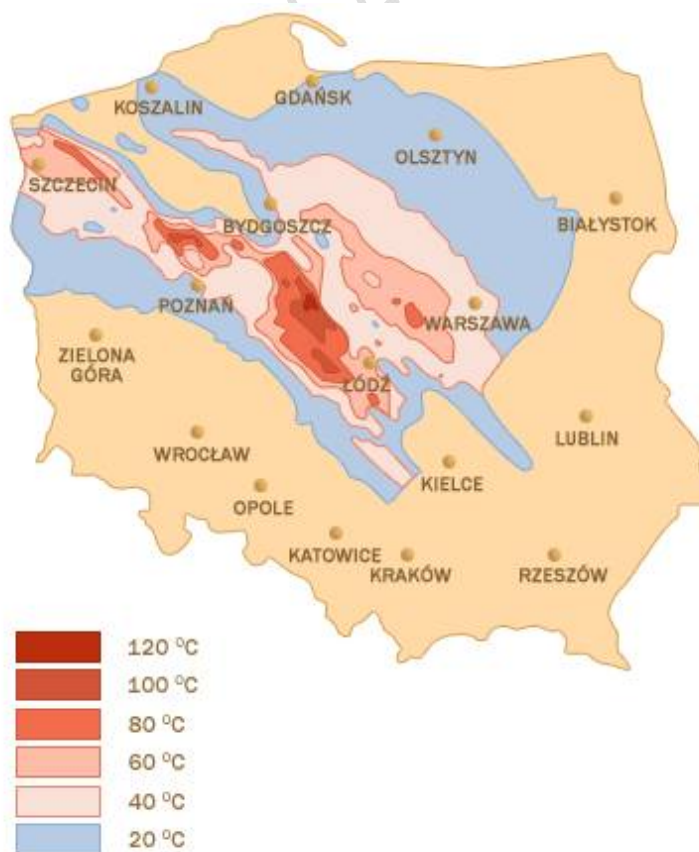 KOSZALIN
GDAŃSK
OLSZTYN
SZCZECIN
BYDGOSZCZ
BIAŁYSTOK
POZNAŃ
WARSZAWA
ZIELONA
GÓRA
ŁÓDŹ
LUBLIN
WROCŁAW
KIELCE
OPOLE
KATOWICE
KRAKÓW
RZESZÓW
120 °C
100 °C
80 °C
60 °C
40 °C
20 °C